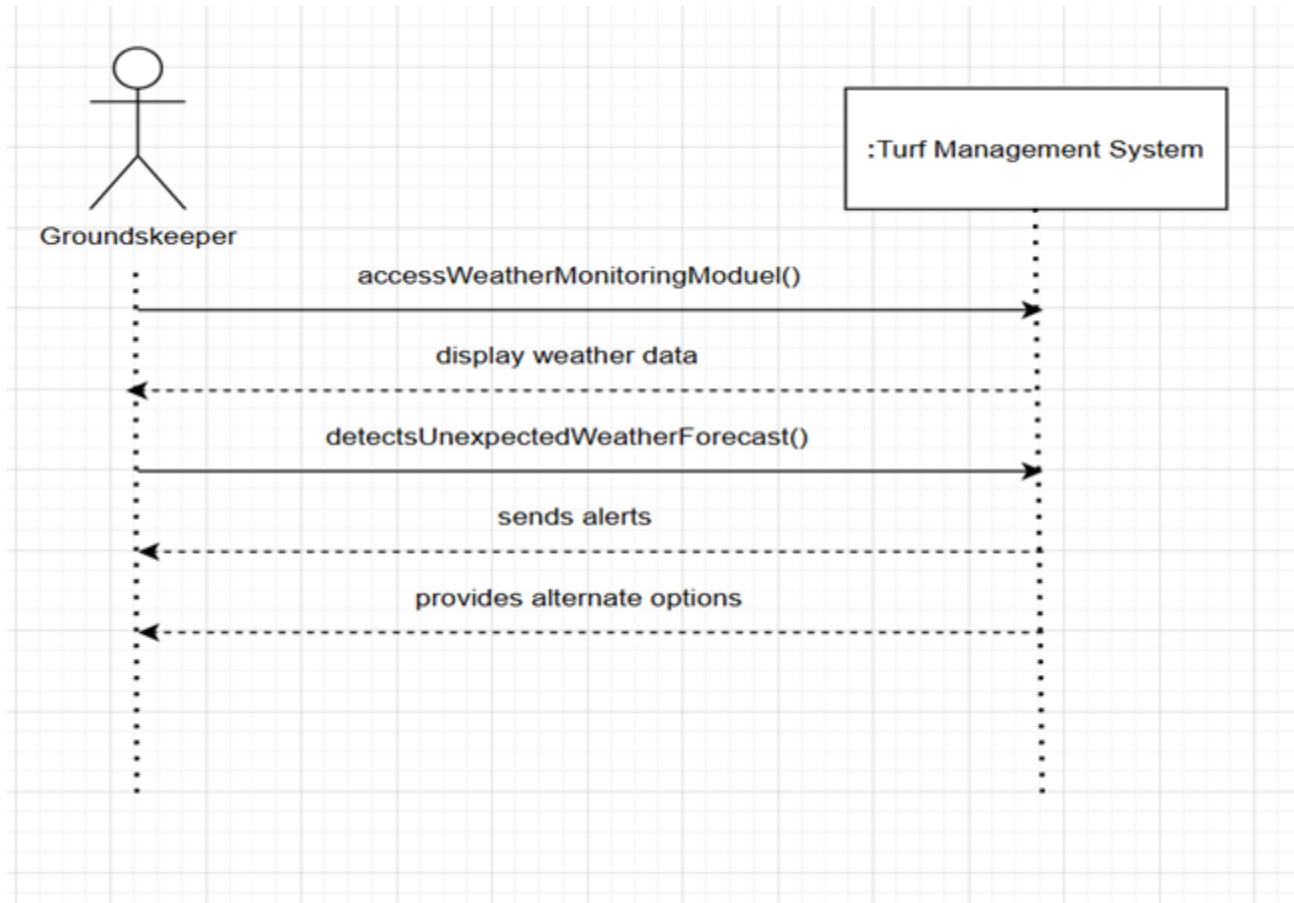 :Turf Management System
Groundskeeper
accessWeatherMonitoringModuel()
display weather data
detectsUnexpectedWeatherForecast()
sends alerts
provides alternate options